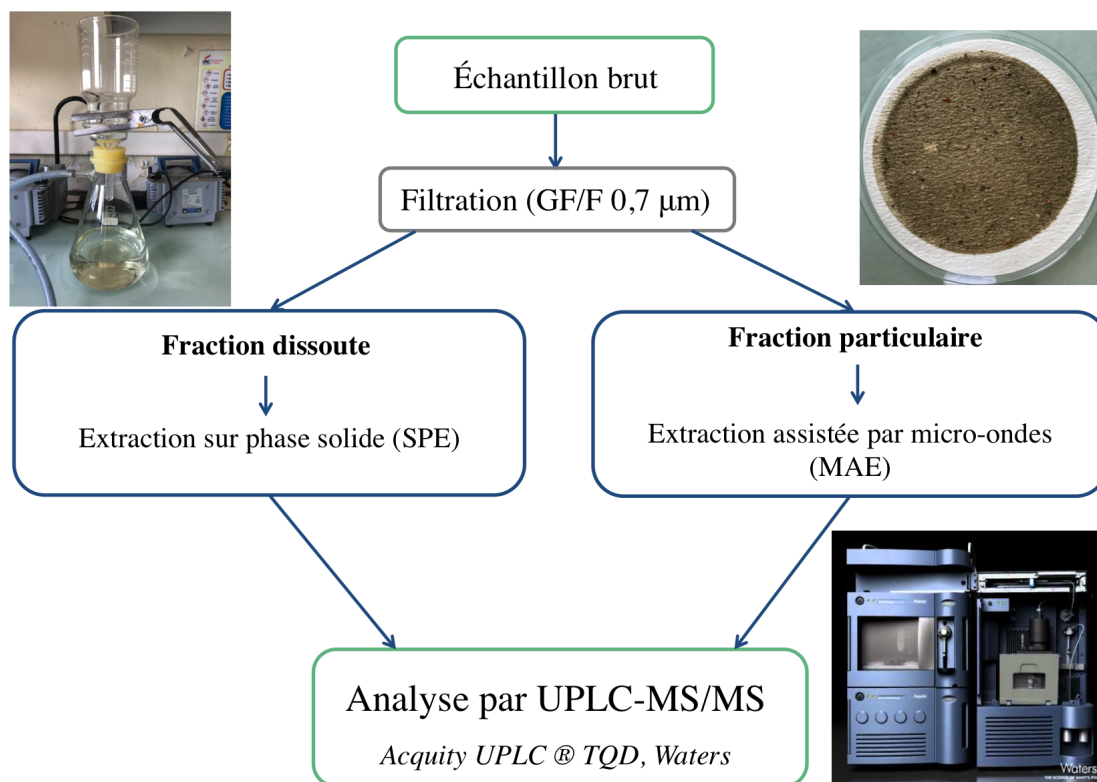 Échantillon brut
Filtration (GF/F 0,7 µm)
Fraction dissoute
Extraction sur phase solide (SPE)
Fraction particulaire
Extraction assistée par micro-ondes
(MAE)
Analyse par UPLC-MS/MS
Acquity UPLC ® TQD, Waters
Waters